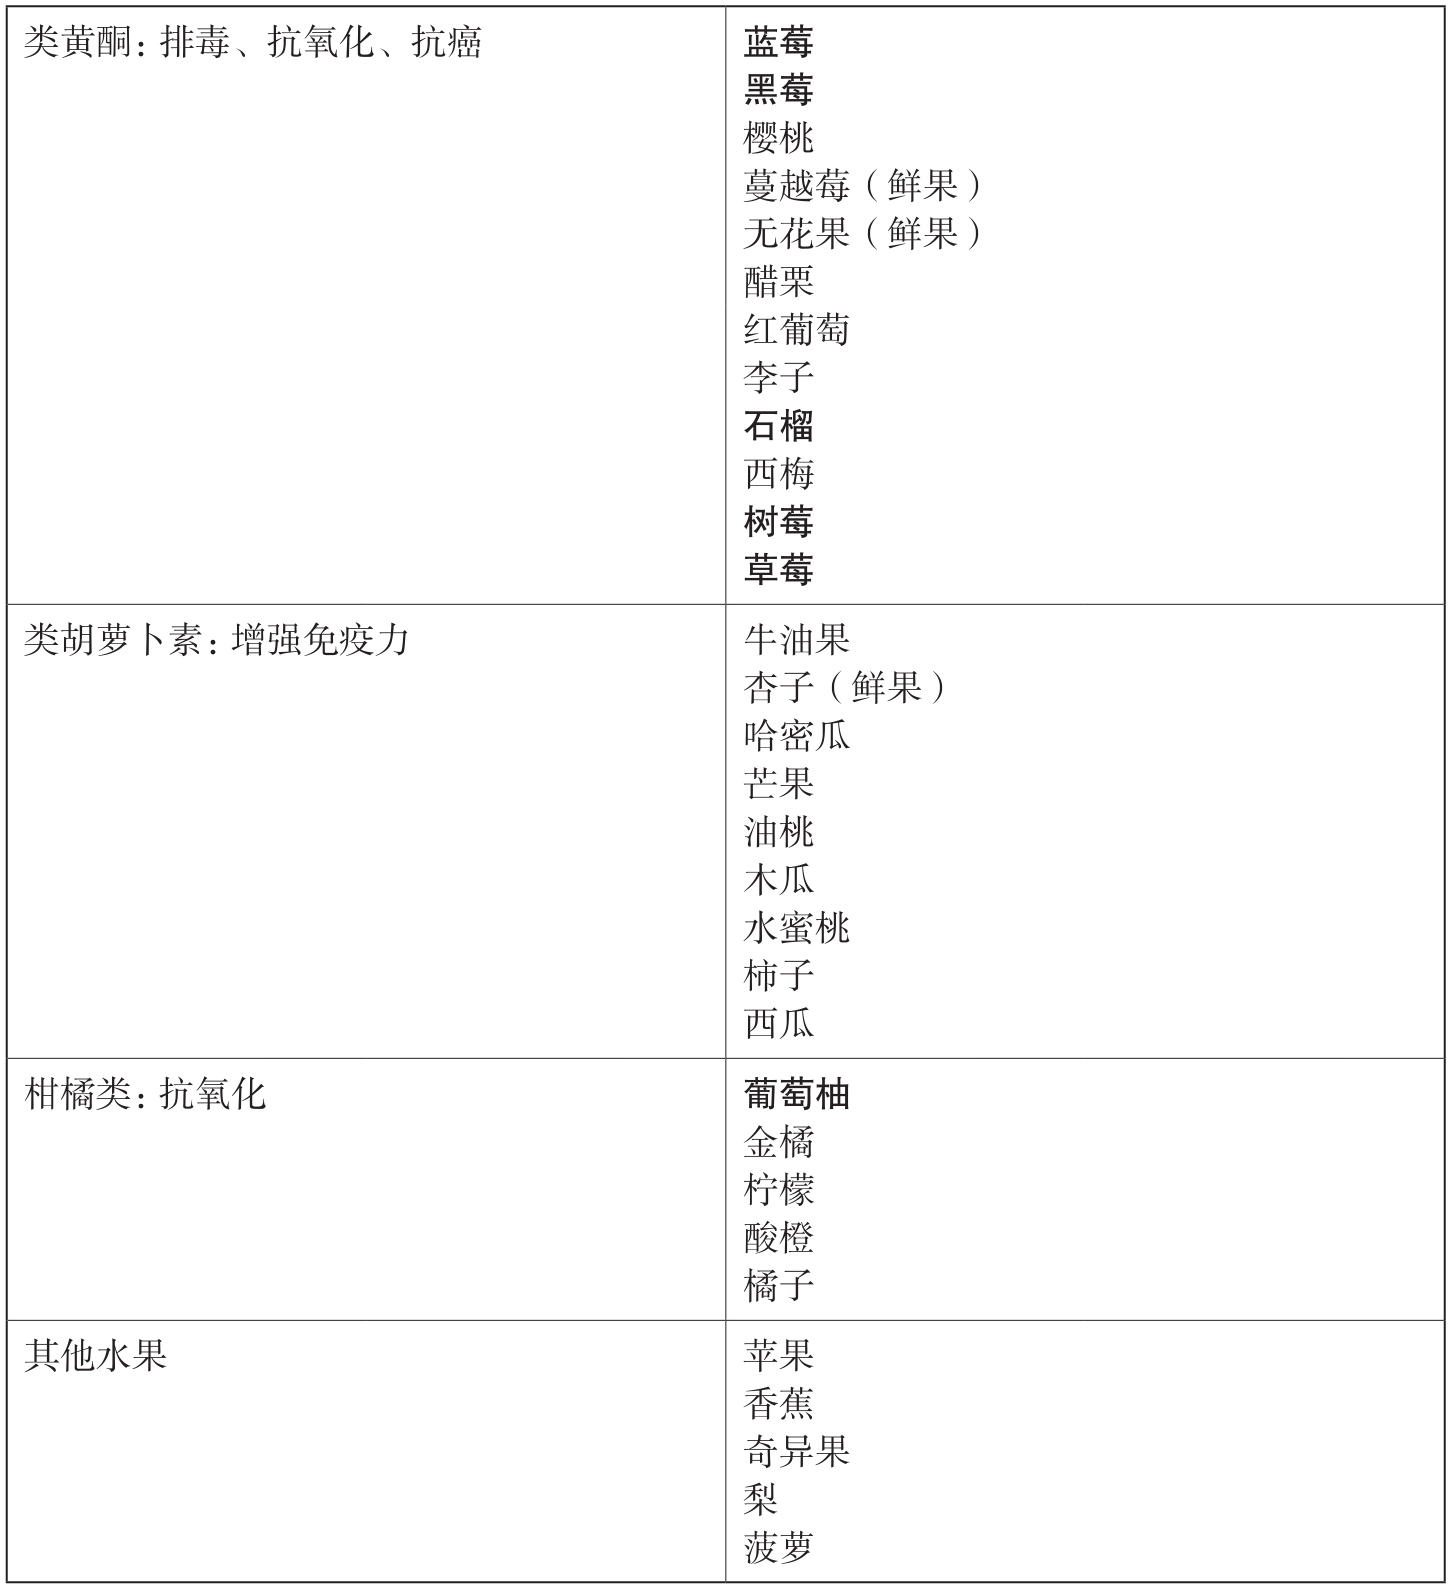 类黄酮：排毒、抗氧化、抗癌
蓝莓
黑莓
樱桃
蔓越莓（鲜果）
无花果（鲜果）
醋栗
红葡萄
李子
石榴
西梅
树莓
草莓
类胡萝卜素：增强免疫力
牛油果
杏子（鲜果）
哈密瓜
芒果
油桃
木瓜
水蜜桃
柿子
西瓜
柑橘类：抗氧化
葡萄柚
金橘
柠檬
酸橙
橘子
其他水果
苹果
香蕉
奇异果
梨
菠萝